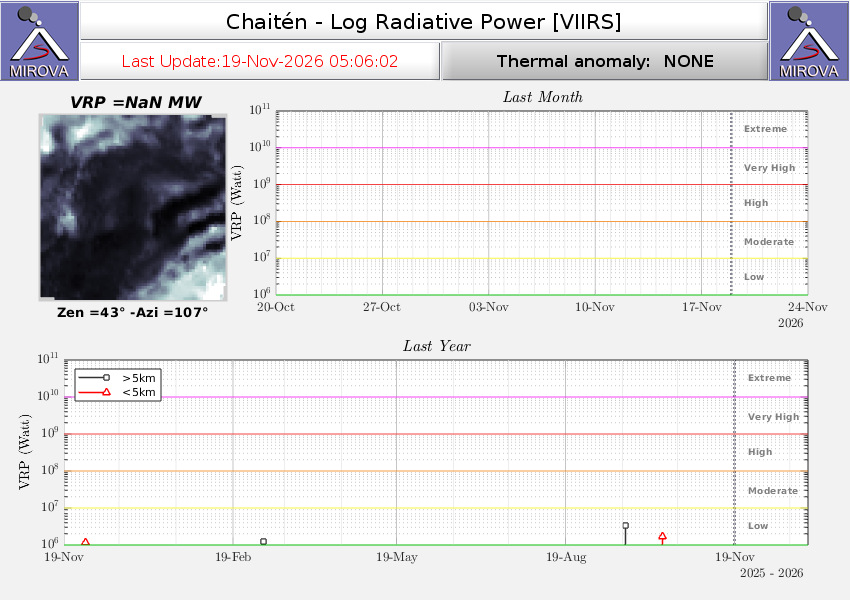 MIROVA
Chaitén - Log Radiative Power [VIIRS]
MIROVA
Last Update:19-Nov-2026 05:06:02
Thermal anomaly: NONE
VRP =NaN MW
Zen =43° -Azi =107°
Last Month
VRP (Watt)
10^11
10^10
10^9
10^8
10^7
10^6
Extreme
Very High
High
Moderate
Low
20-Oct 27-Oct 03-Nov 10-Nov 17-Nov 24-Nov
2026
Last Year
VRP (Watt)
10^11
10^10
10^9
10^8
10^7
10^6
>5km
<5km
Extreme
Very High
High
Moderate
Low
19-Nov 19-Feb 19-May 19-Aug 19-Nov
2025 - 2026